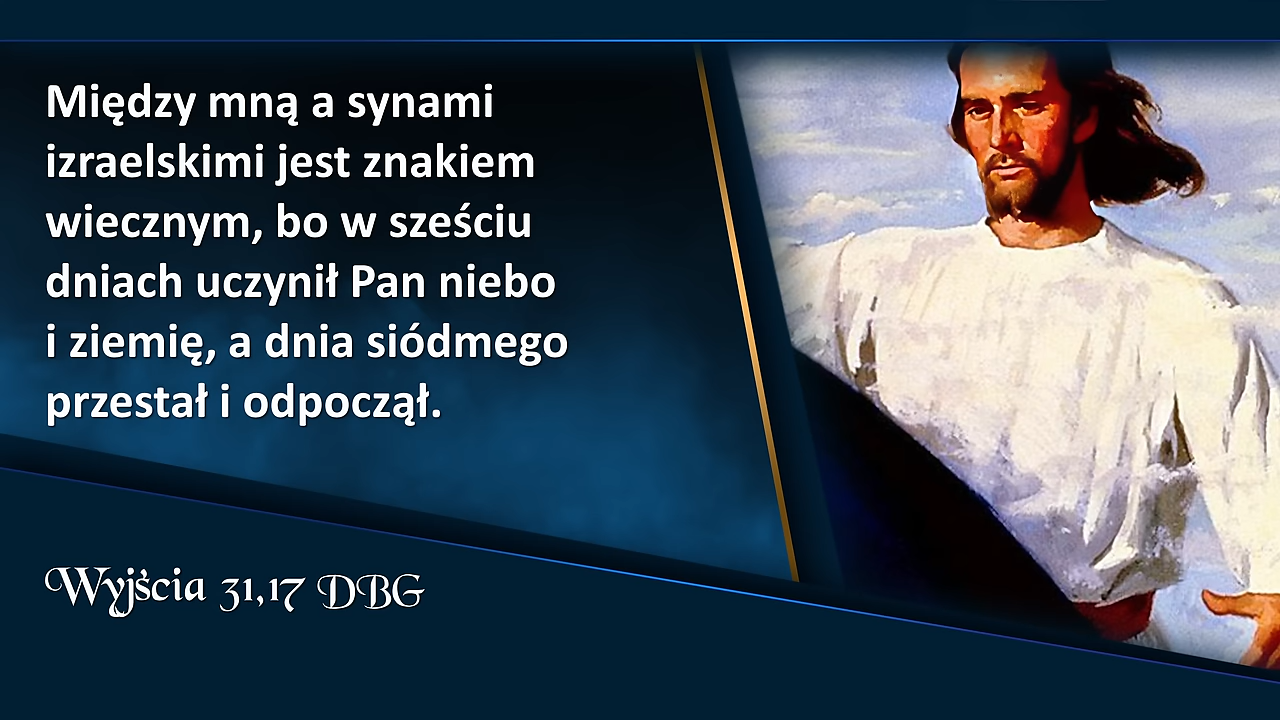 Między mną a synami
izraelskimi jest znakiem
wiecznym, bo w sześciu
dniach uczynił Pan niebo
i ziemię, a dnia siódmego
przestał i odpoczął.
Wyjścia 31,17 DBG